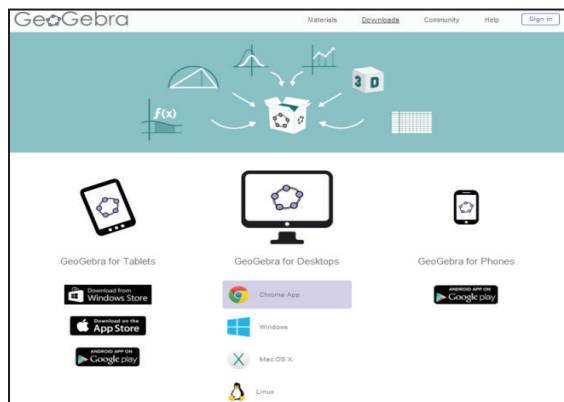 GeoGebra
Materials Downloads Community Help Sign in
f(x)
3 D
GeoGebra for Tablets
Download from
Windows Store
Download on the
App Store
ANDROID APP ON
Google play
GeoGebra for Desktops
Chrome App
Windows
Mac OS X
Linux
GeoGebra for Phones
ANDROID APP ON
Google play